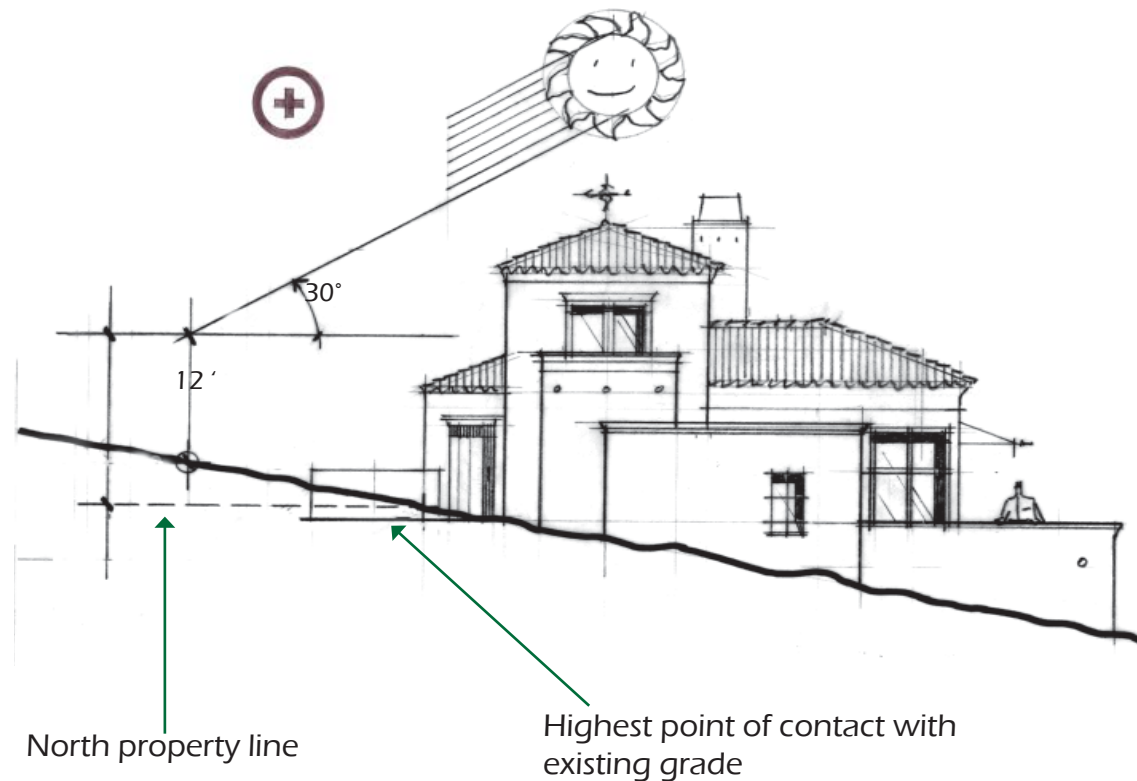 30°
12 ′
North property line
Highest point of contact with
existing grade